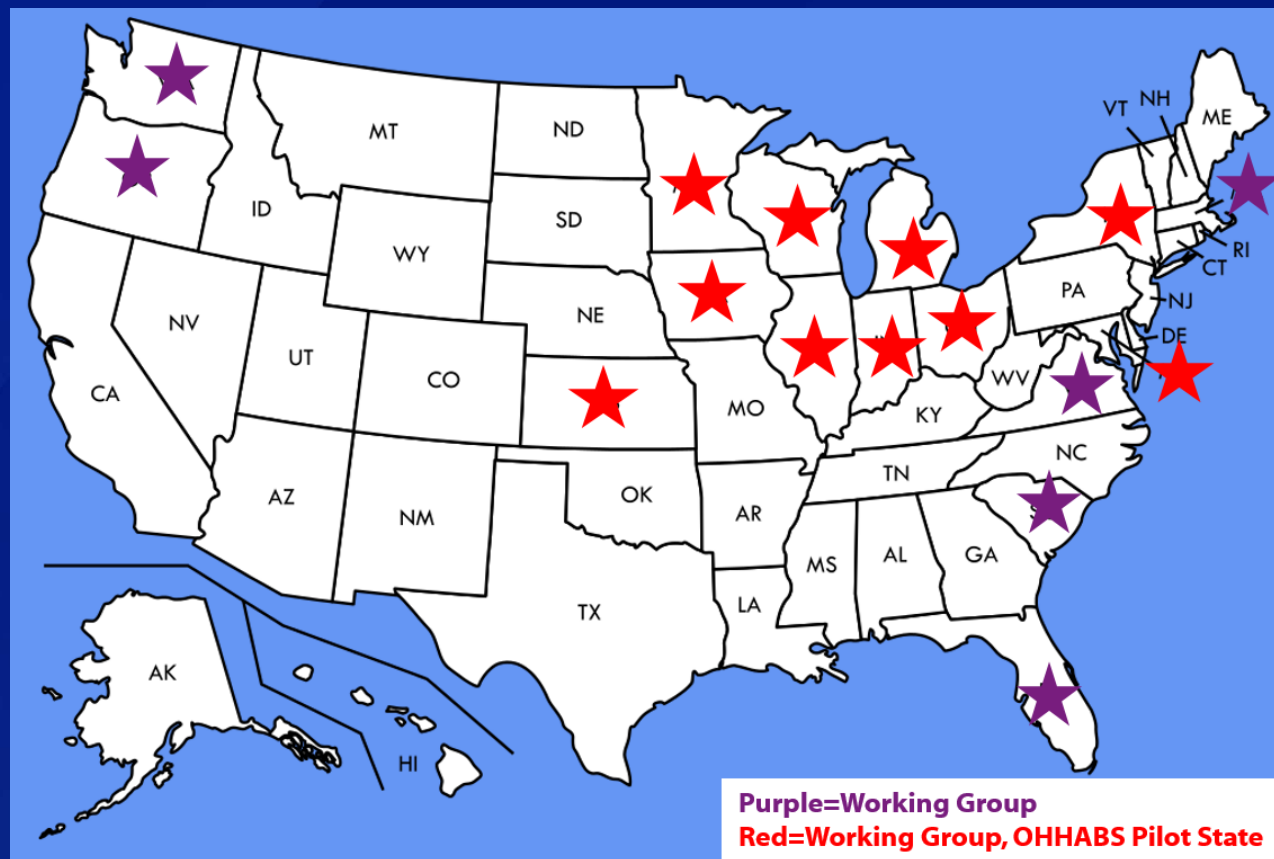 VT
NH
ME
MT
ND
ID
SD
WY
RI
CT
PA
NJ
NE
NV
DE
UT
CO
WV
CA
MO
KY
NC
TN
OK
AZ
NM
AR
MS
AL
GA
LA
TX
AK
HI
Purple=Working Group
Red=Working Group, OHHABS Pilot State